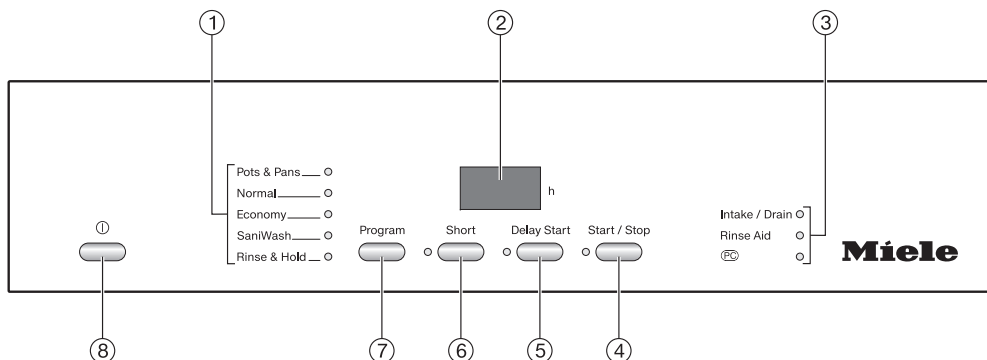 ① ② ③
Pots & Pans
Normal
Economy
SaniWash
Rinse & Hold
h
Program Short Delay Start Start / Stop
Intake / Drain
Rinse Aid
PC
Miele
⑧ ⑦ ⑥ ⑤ ④